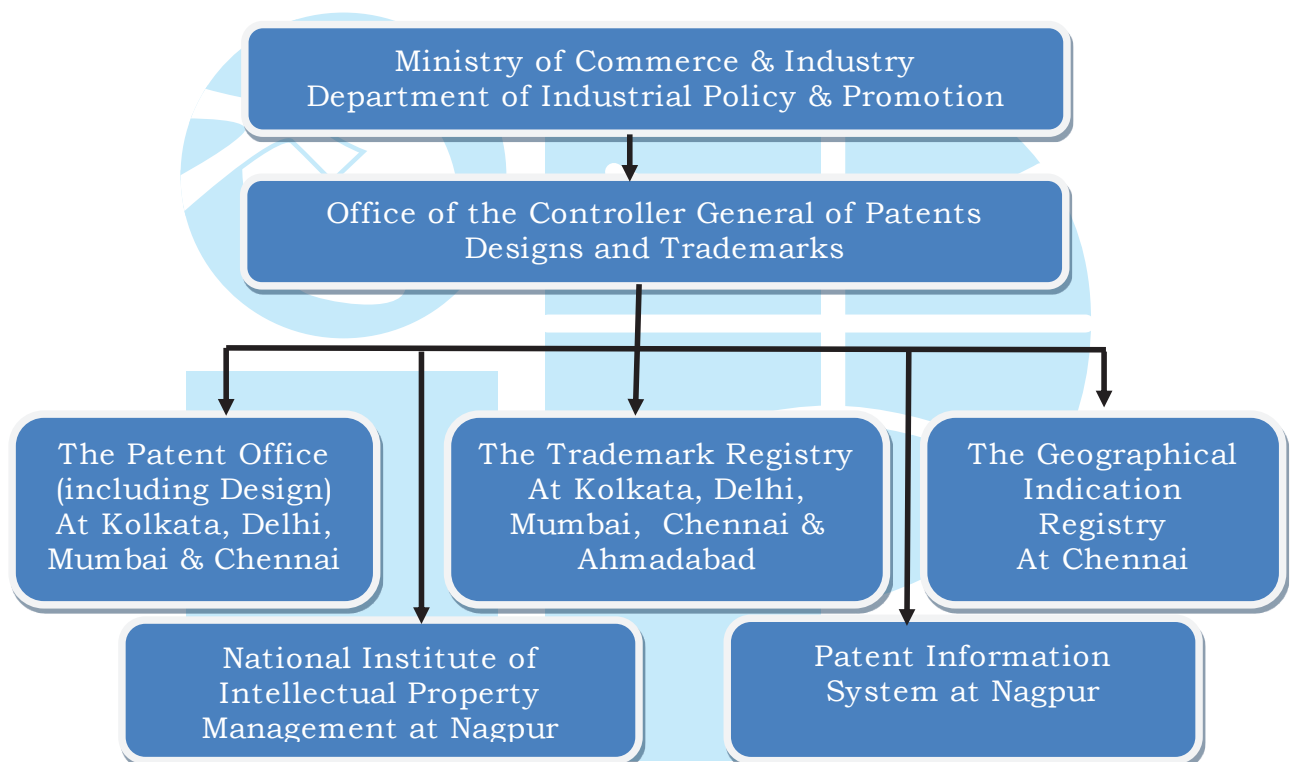 Ministry of Commerce & Industry
Department of Industrial Policy & Promotion
Office of the Controller General of Patents
Designs and Trademarks
The Patent Office
(including Design)
At Kolkata, Delhi,
Mumbai & Chennai
The Trademark Registry
At Kolkata, Delhi,
Mumbai, Chennai &
Ahmadabad
The Geographical
Indication
Registry
At Chennai
National Institute of
Intellectual Property
Management at Nagpur
Patent Information
System at Nagpur